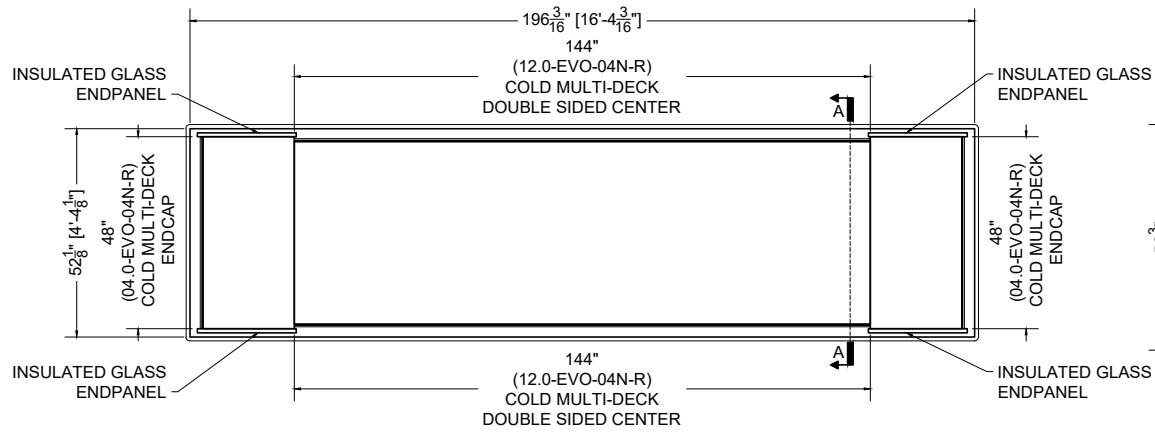 196 3/16" [16'-4 3/16"]
144"
(12.0-EVO-04N-R)
COLD MULTI-DECK
DOUBLE SIDED CENTER
INSULATED GLASS
ENDPANEL
INSULATED GLASS
ENDPANEL
A
52 1/8" [4'-4 1/8"]
48"
(04.0-EVO-04N-R)
COLD MULTI-DECK
ENDCAP
48"
(04.0-EVO-04N-R)
COLD MULTI-DECK
ENDCAP
A
INSULATED GLASS
ENDPANEL
INSULATED GLASS
ENDPANEL
144"
(12.0-EVO-04N-R)
COLD MULTI-DECK
DOUBLE SIDED CENTER